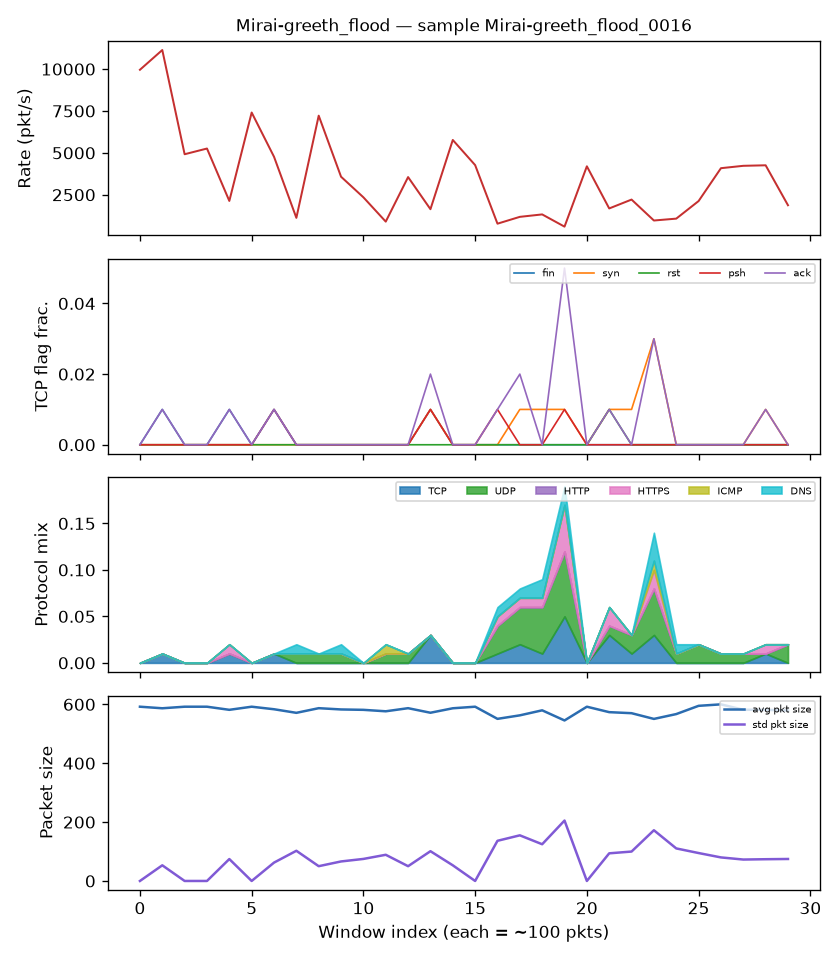 Mirai-greeth_flood — sample Mirai-greeth_flood_0016
Rate (pkt/s)
10000
7500
5000
2500
TCP flag frac.
0.04
0.02
0.00
fin syn rst psh ack
Protocol mix
0.15
0.10
0.05
0.00
TCP UDP HTTP HTTPS ICMP DNS
Packet size
600
400
200
0
avg pkt size
std pkt size
0 5 10 15 20 25 30
Window index (each = ~100 pkts)